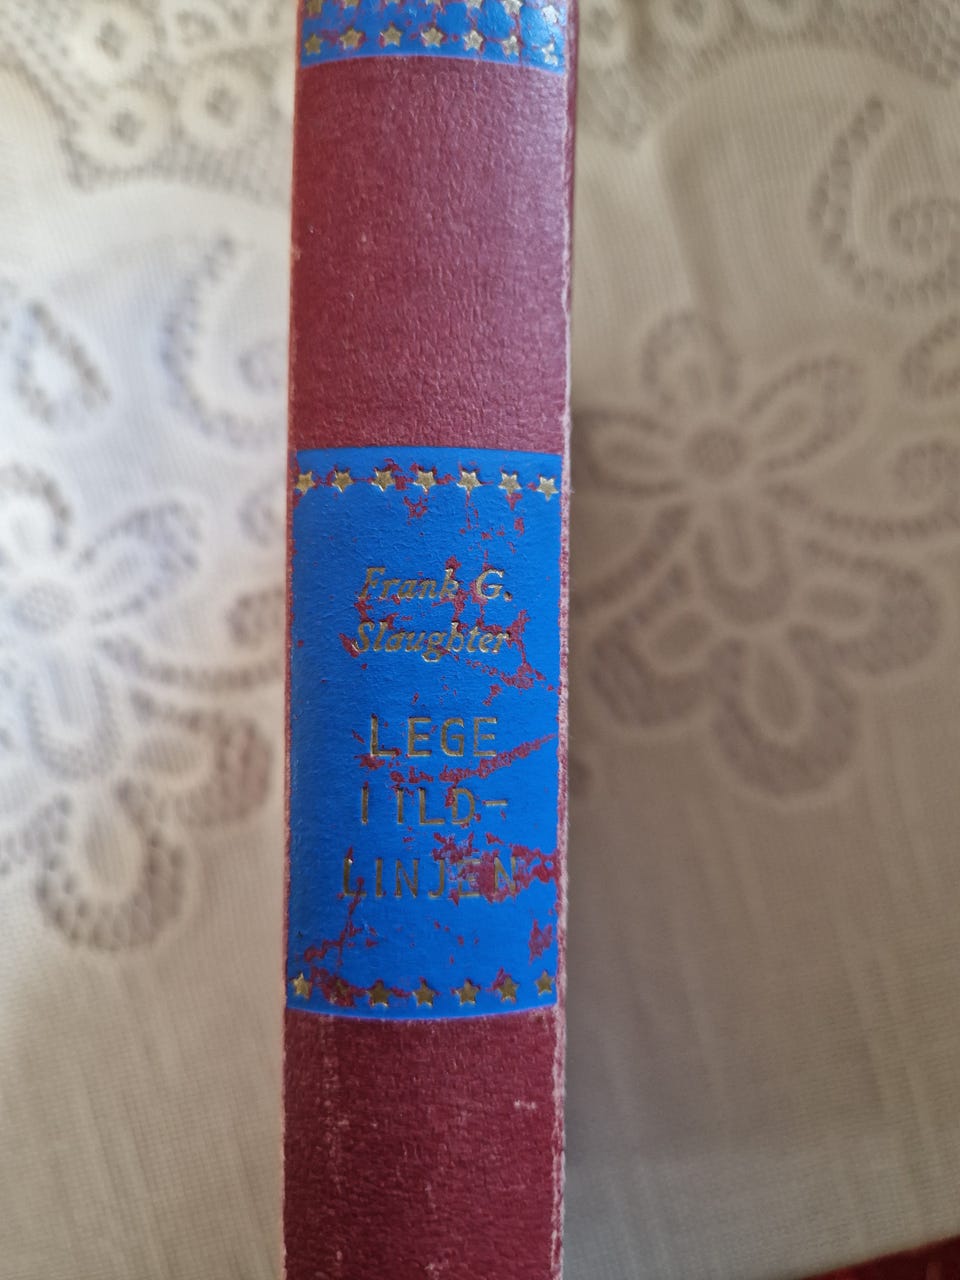 Frank G.
Slaughter
LEGE
I ILD-
LINJEN